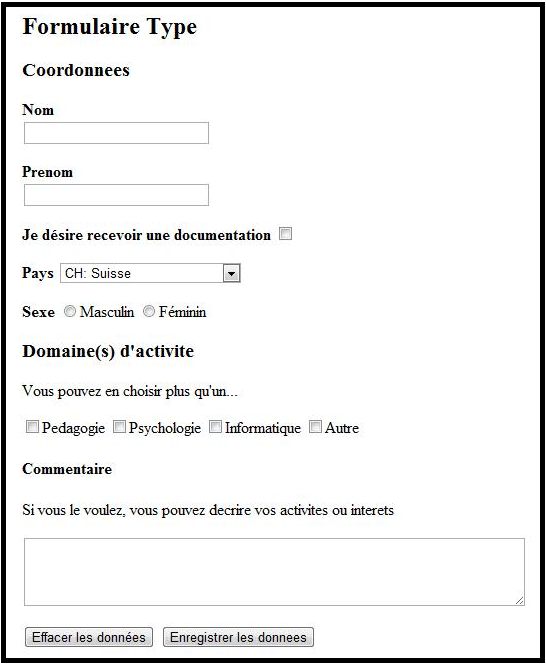 Formulaire Type
Coordonnees
Nom
Prenom
Je désire recevoir une documentation
Pays CH: Suisse
Sexe Masculin Féminin
Domaine(s) d'activite
Vous pouvez en choisir plus qu'un...
Pedagogie Psychologie Informatique Autre
Commentaire
Si vous le voulez, vous pouvez decrire vos activites ou interets
Effacer les données Enregistrer les donnees